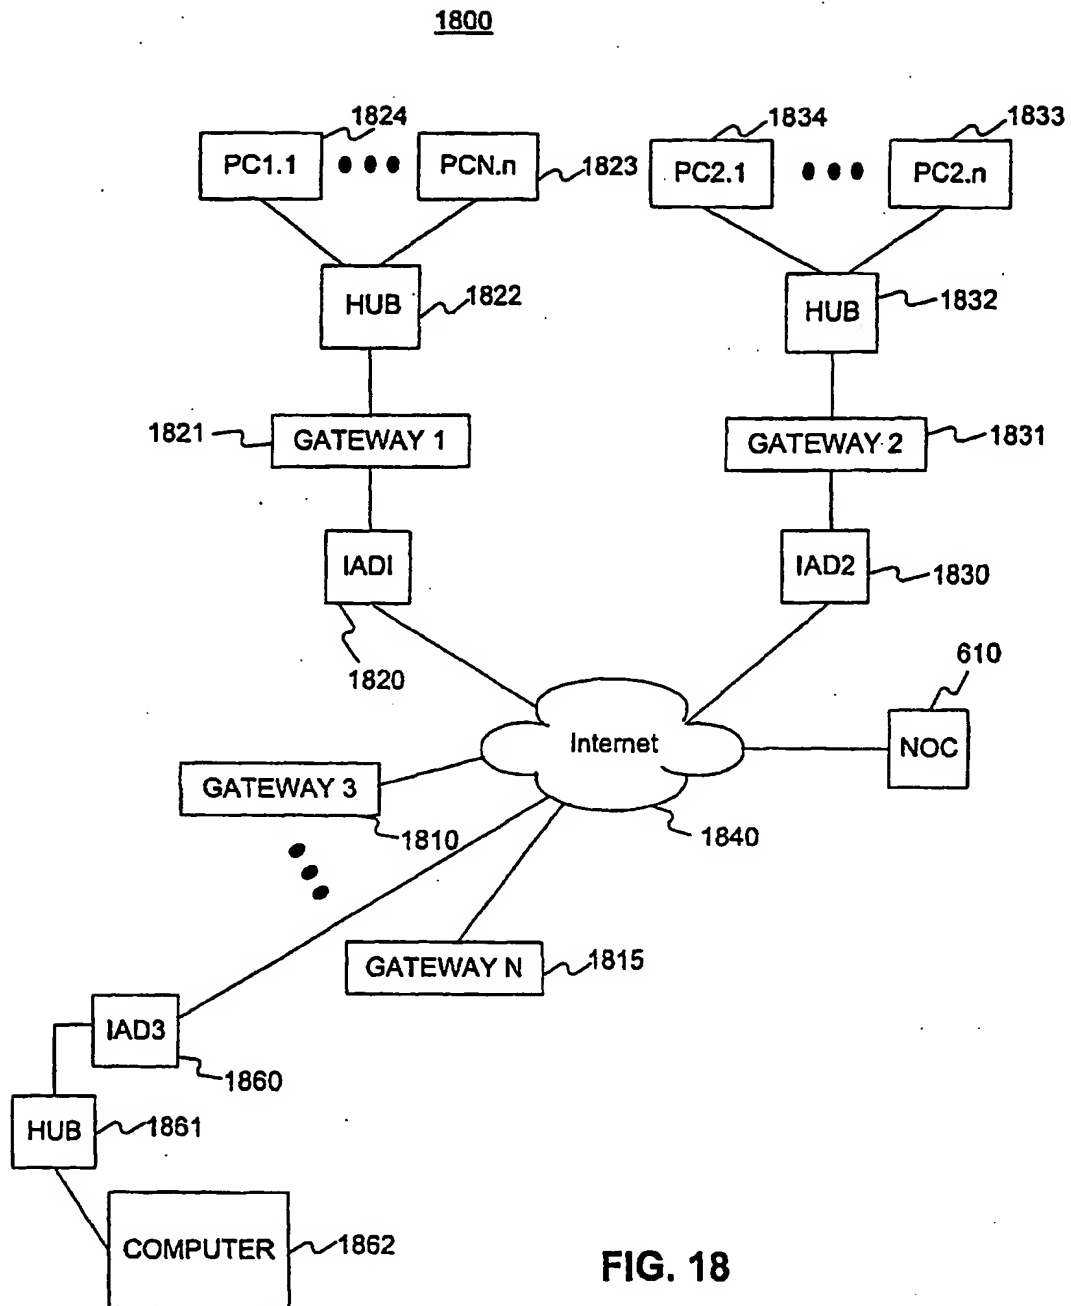 1800
1824
PC1.1
PCN.n
1823
1834
1833
PC2.1
PC2.n
HUB
1822
HUB
1832
1821
GATEWAY 1
GATEWAY 2
1831
IADI
1820
IAD2
1830
610
Internet
NOC
GATEWAY 3
1810
1840
GATEWAY N
1815
IAD3
1860
HUB
1861
COMPUTER
1862
FIG. 18